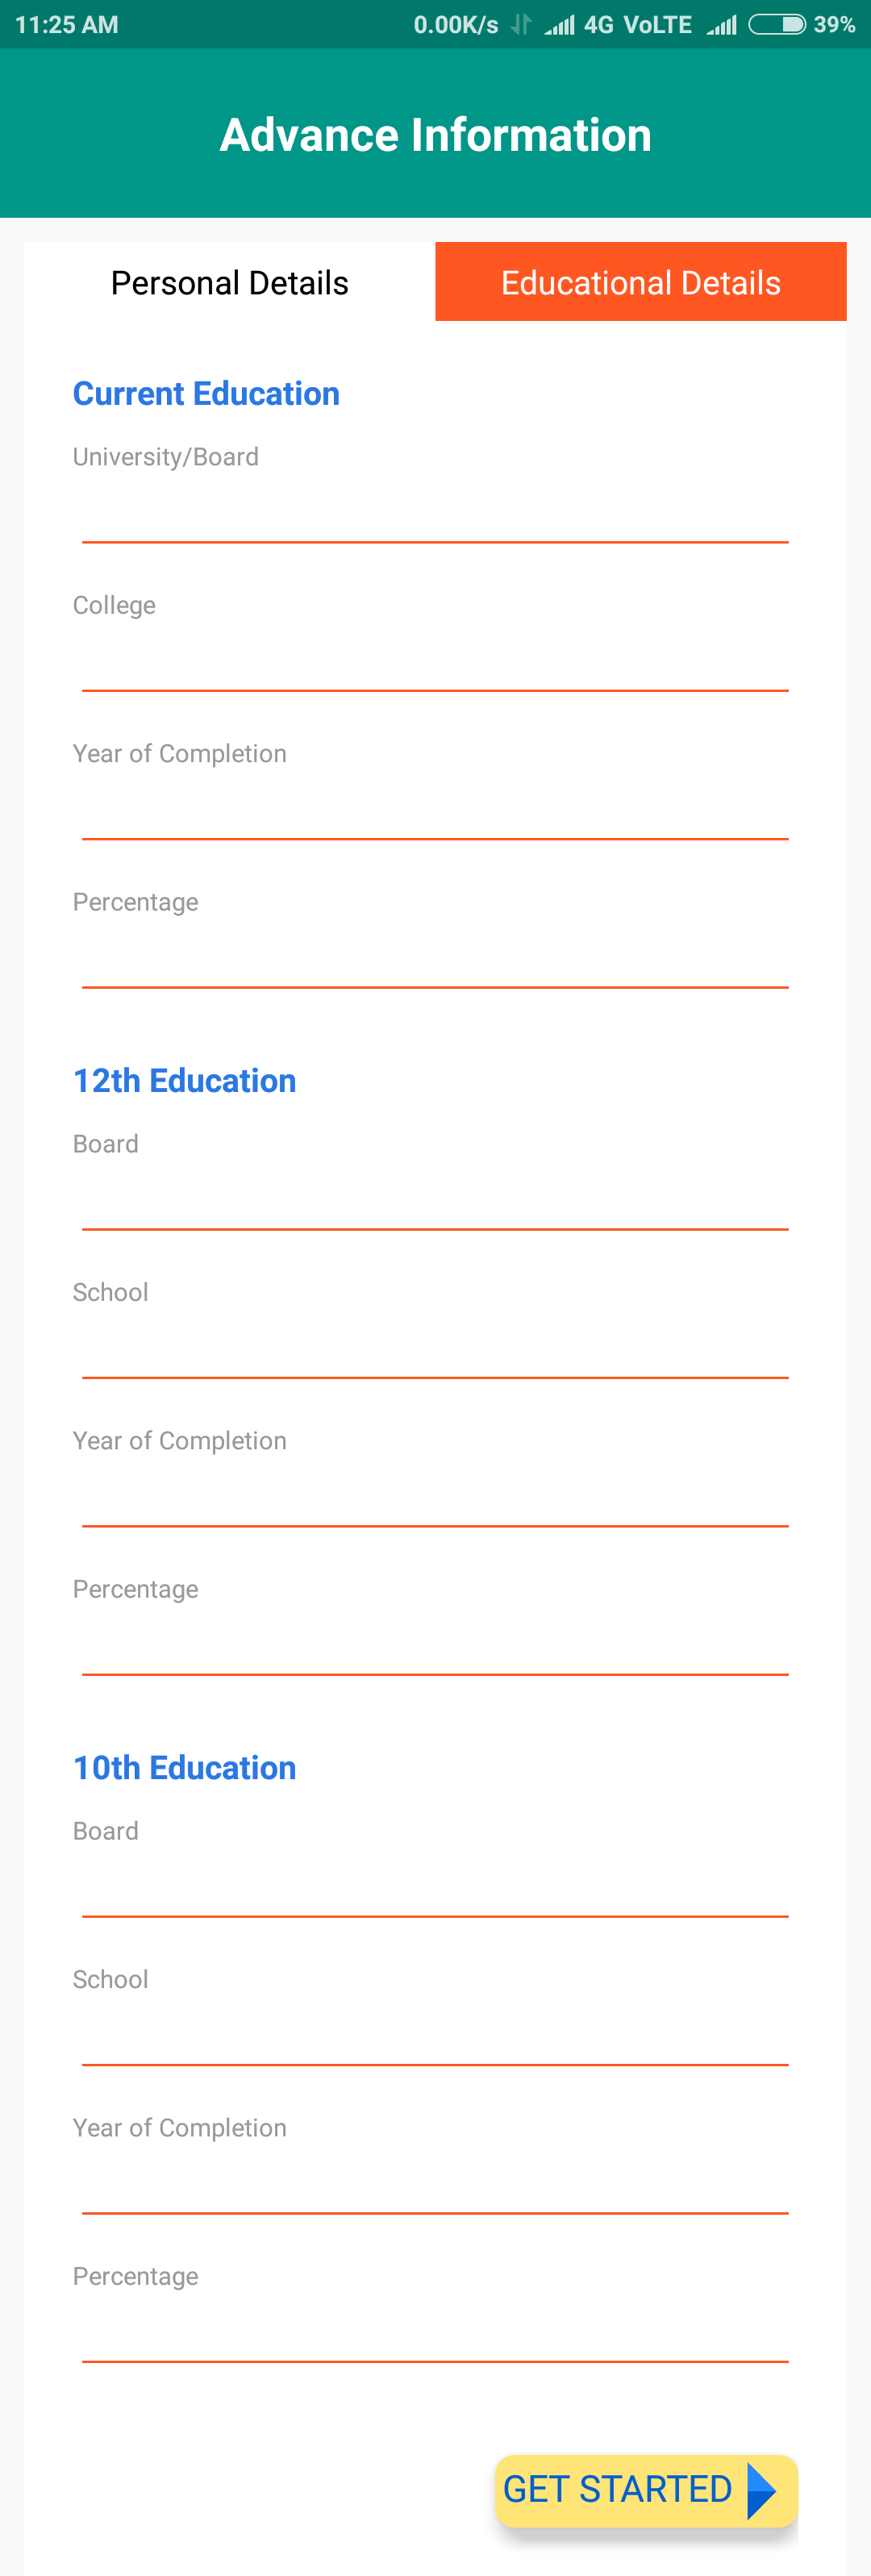 11:25 AM 0.00K/s 4G VoLTE 39%
Advance Information
Personal Details Educational Details
Current Education
University/Board
College
Year of Completion
Percentage
12th Education
Board
School
Year of Completion
Percentage
10th Education
Board
School
Year of Completion
Percentage
GET STARTED